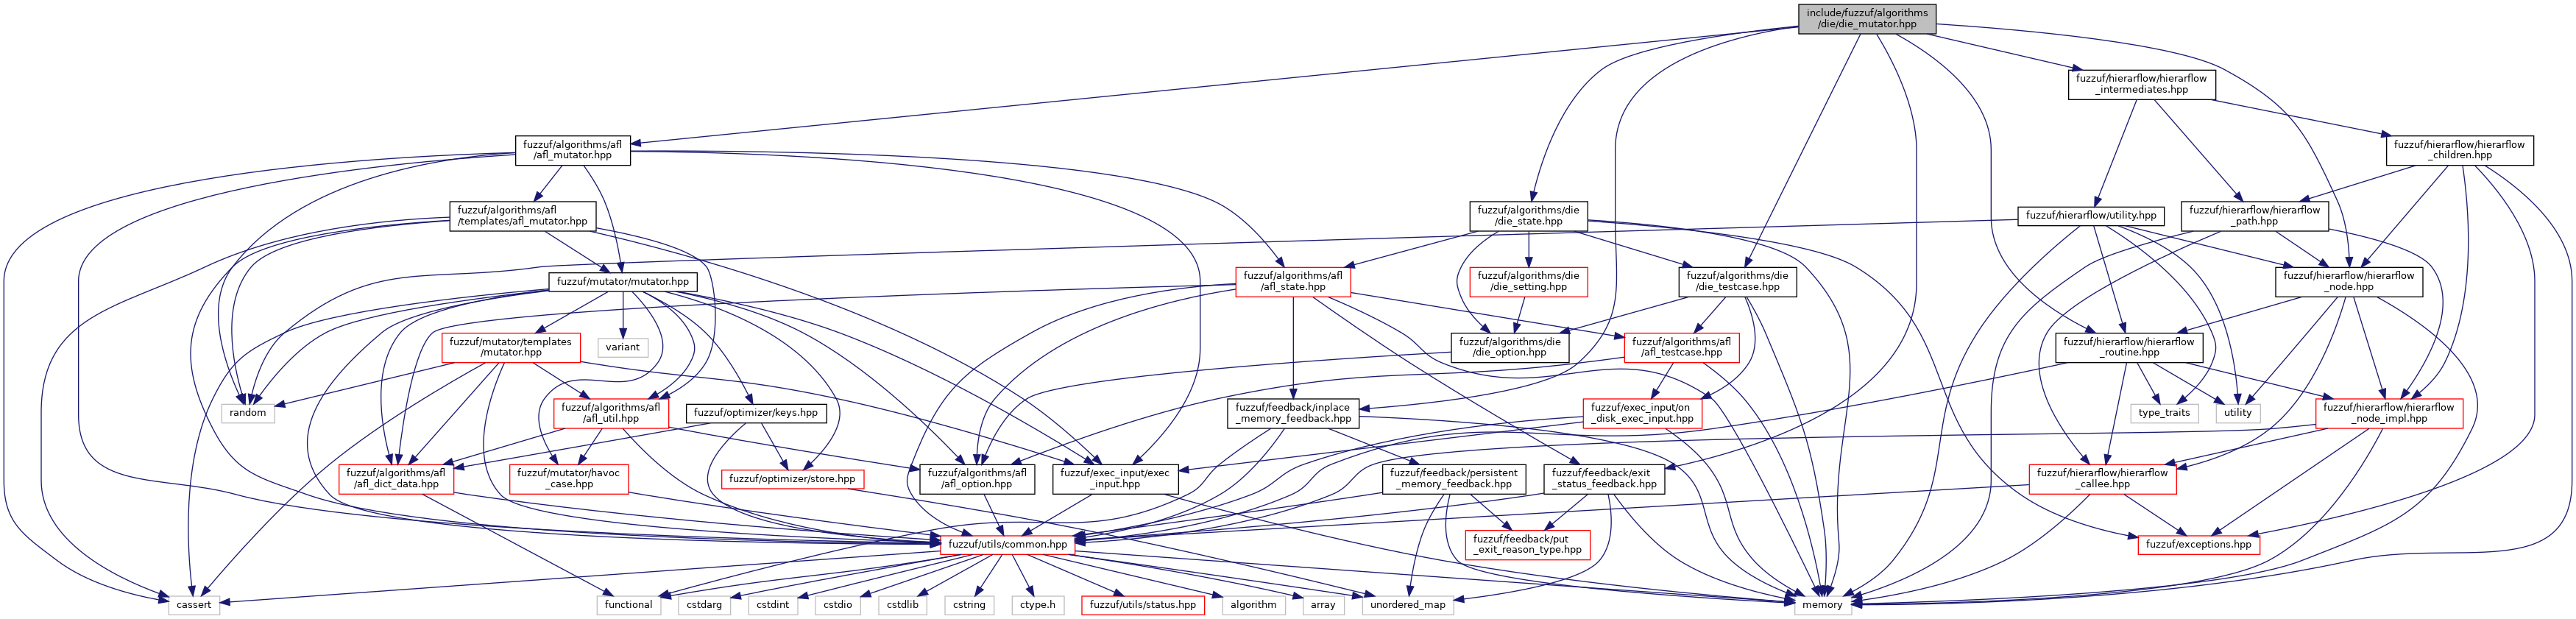 include/fuzzuf/algorithms
/die/die_mutator.hpp
fuzzuf/hierarflow/hierarflow
_intermediates.hpp
fuzzuf/algorithms/afl
/afl_mutator.hpp
fuzzuf/hierarflow/hierarflow
_children.hpp
fuzzuf/algorithms/afl
/templates/afl_mutator.hpp
fuzzuf/algorithms/die
/die_state.hpp
fuzzuf/hierarflow/utility.hpp
fuzzuf/hierarflow/hierarflow
_path.hpp
fuzzuf/mutator/mutator.hpp
fuzzuf/algorithms/afl
/afl_state.hpp
fuzzuf/algorithms/die
/die_setting.hpp
fuzzuf/algorithms/die
/die_testcase.hpp
fuzzuf/hierarflow/hierarflow
_node.hpp
fuzzuf/mutator/templates
/mutator.hpp
variant
fuzzuf/algorithms/die
/die_option.hpp
fuzzuf/algorithms/afl
/afl_testcase.hpp
fuzzuf/hierarflow/hierarflow
_routine.hpp
random
fuzzuf/algorithms/afl
/afl_util.hpp
fuzzuf/optimizer/keys.hpp
fuzzuf/feedback/inplace
_memory_feedback.hpp
fuzzuf/exec_input/on
_disk_exec_input.hpp
type_traits
utility
fuzzuf/hierarflow/hierarflow
_node_impl.hpp
fuzzuf/algorithms/afl
/afl_dict_data.hpp
fuzzuf/mutator/havoc
_case.hpp
fuzzuf/optimizer/store.hpp
fuzzuf/algorithms/afl
/afl_option.hpp
fuzzuf/exec_input/exec
_input.hpp
fuzzuf/feedback/persistent
_memory_feedback.hpp
fuzzuf/feedback/exit
_status_feedback.hpp
fuzzuf/hierarflow/hierarflow
_callee.hpp
fuzzuf/utils/common.hpp
fuzzuf/feedback/put
_exit_reason_type.hpp
fuzzuf/exceptions.hpp
cassert
functional
cstdarg
cstdint
cstdio
cstdlib
cstring
ctype.h
fuzzuf/utils/status.hpp
algorithm
array
unordered_map
memory